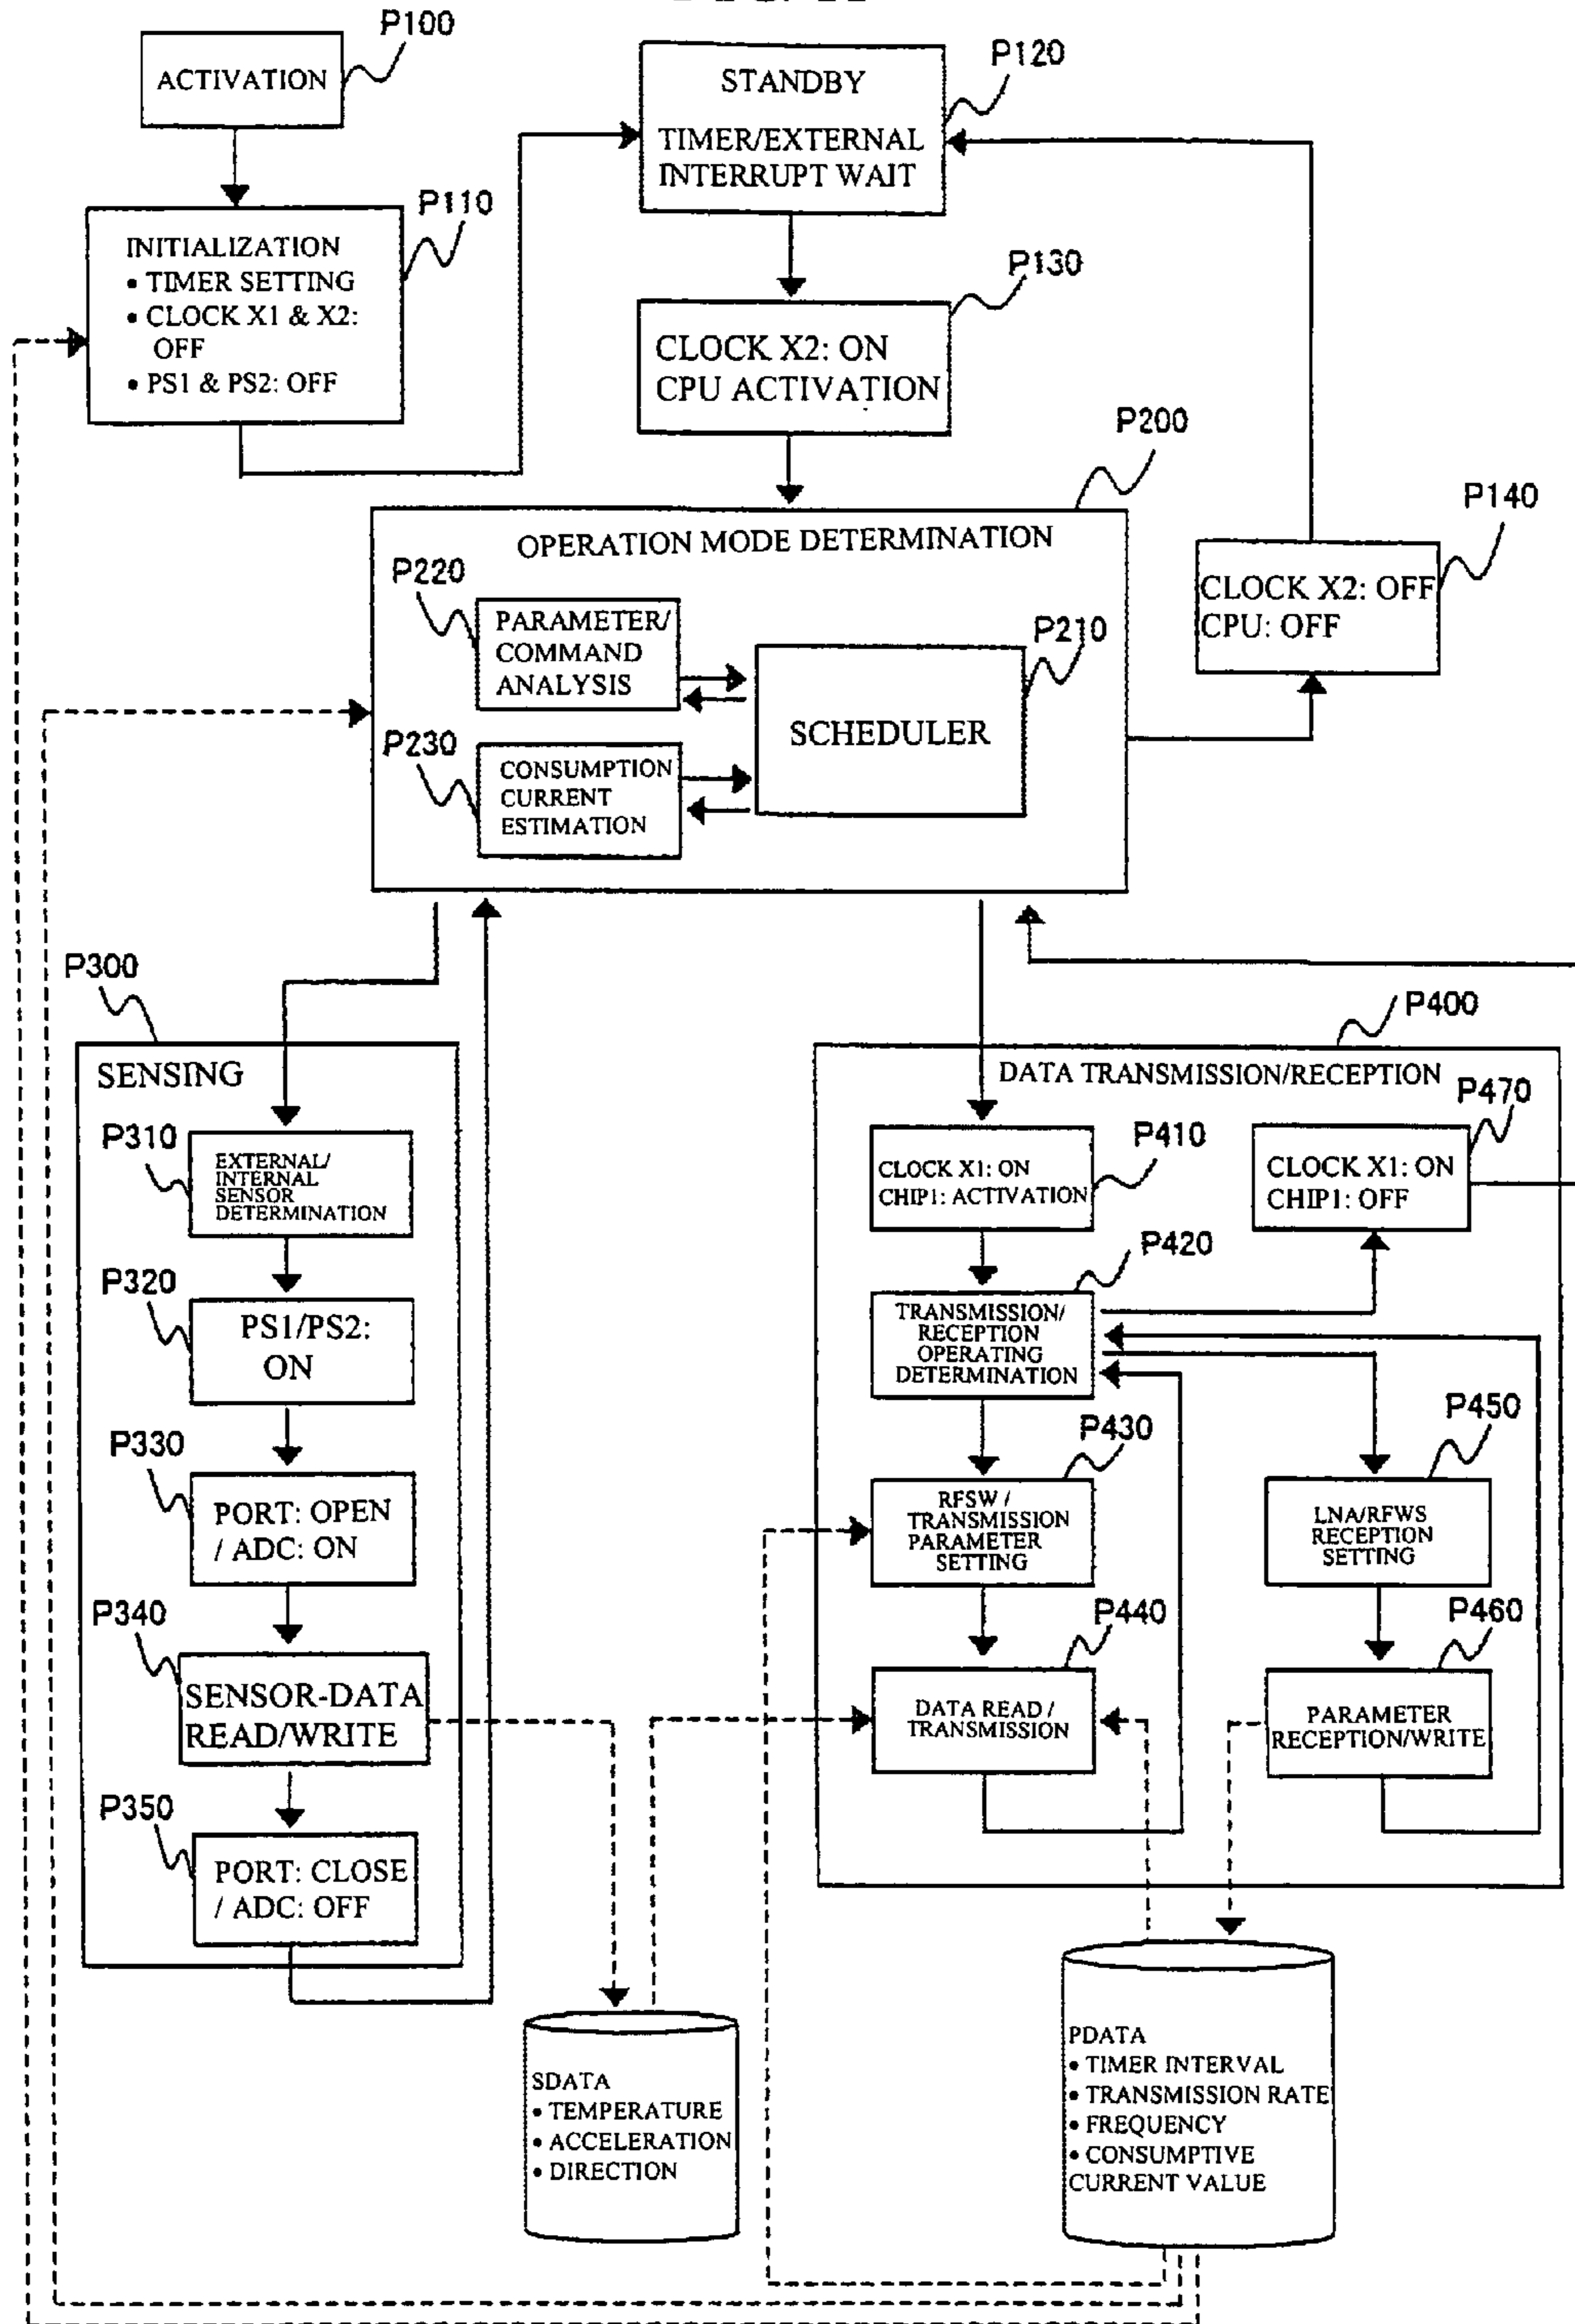 P100
ACTIVATION
P110
INITIALIZATION
• TIMER SETTING
• CLOCK X1 & X2:
OFF
• PS1 & PS2: OFF
P120
STANDBY
TIMER/EXTERNAL
INTERRUPT WAIT
P130
CLOCK X2: ON
CPU ACTIVATION
P140
CLOCK X2: OFF
CPU: OFF
P200
OPERATION MODE DETERMINATION
P220
PARAMETER/
COMMAND
ANALYSIS
P210
SCHEDULER
P230
CONSUMPTION
CURRENT
ESTIMATION
P300
SENSING
P310
EXTERNAL/
INTERNAL
SENSOR
DETERMINATION
P320
PS1/PS2:
ON
P330
PORT: OPEN
/ ADC: ON
P340
SENSOR-DATA
READ/WRITE
P350
PORT: CLOSE
/ ADC: OFF
P400
DATA TRANSMISSION/RECEPTION
P410
CLOCK X1: ON
CHIP1: ACTIVATION
P470
CLOCK X1: ON
CHIP1: OFF
P420
TRANSMISSION/
RECEPTION
OPERATING
DETERMINATION
P430
RFSW /
TRANSMISSION
PARAMETER
SETTING
P450
LNA/RFWS
RECEPTION
SETTING
P440
DATA READ /
TRANSMISSION
P460
PARAMETER
RECEPTION/WRITE
SDATA
• TEMPERATURE
• ACCELERATION
• DIRECTION
PDATA
• TIMER INTERVAL
• TRANSMISSION RATE
• FREQUENCY
• CONSUMPTIVE
CURRENT VALUE